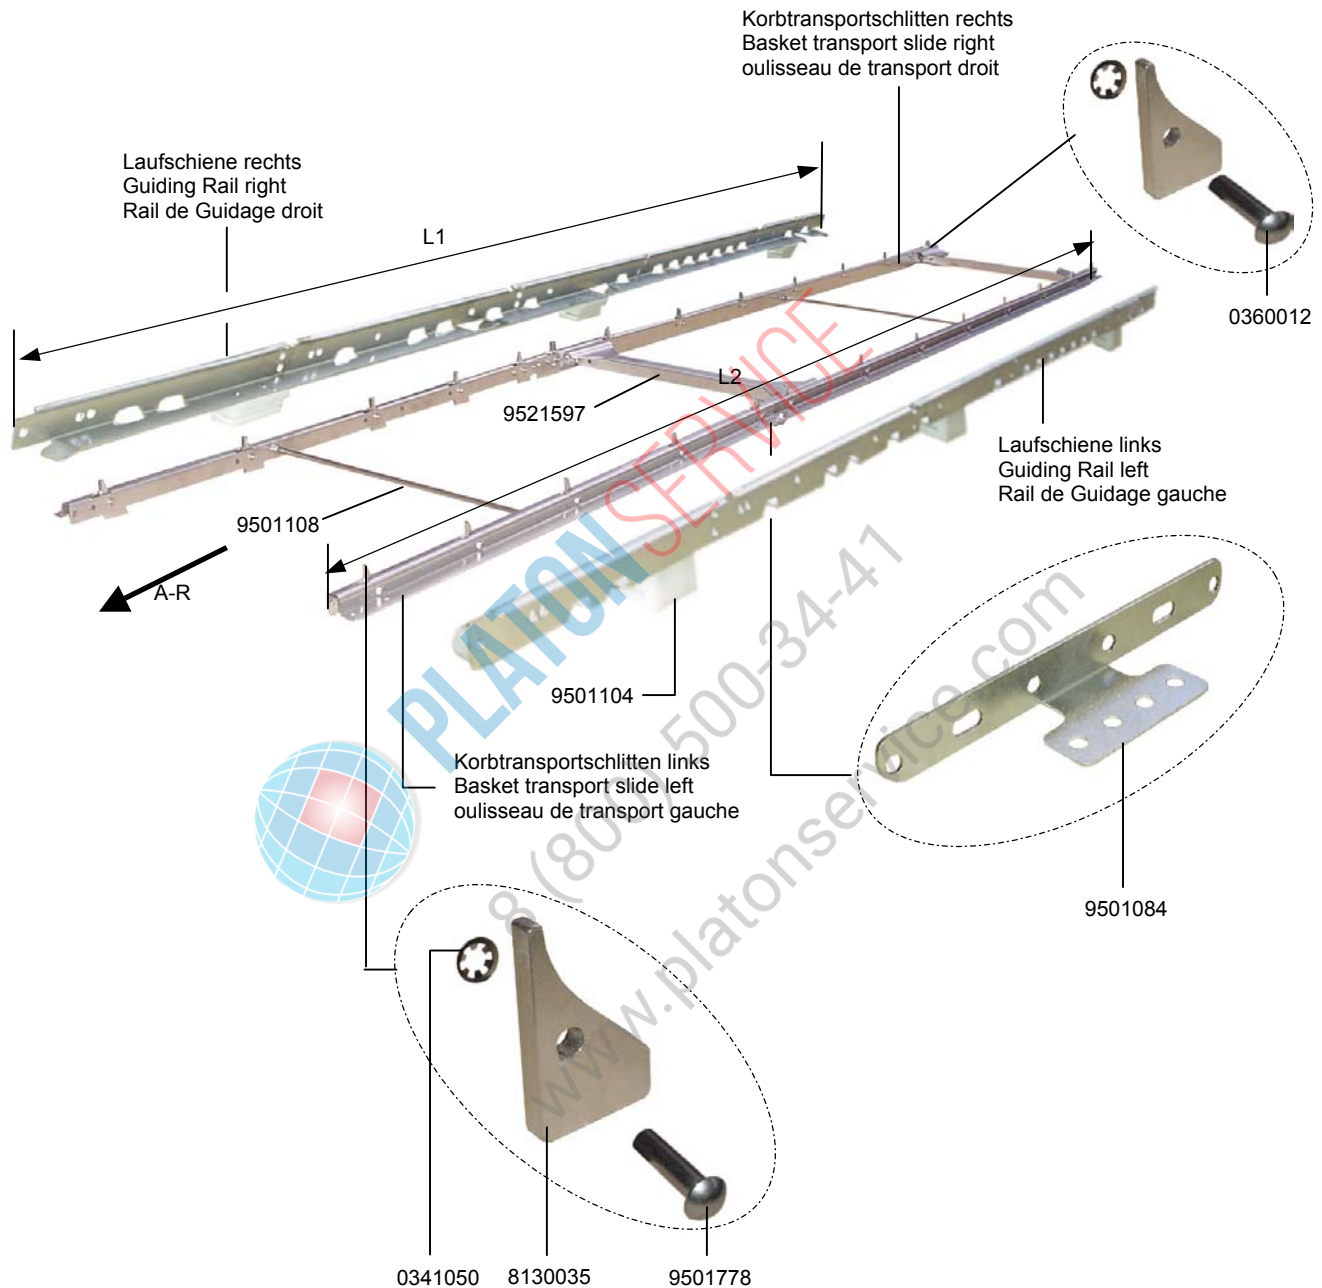 Korbtransportschlitten rechts
Basket transport slide right
oulisseau de transport droit
Laufschiene rechts
Guiding Rail right
Rail de Guidage droit
L1
0360012
L2
9521597
Laufschiene links
Guiding Rail left
Rail de Guidage gauche
9501108
A-R
9501104
Korbtransportschlitten links
Basket transport slide left
oulisseau de transport gauche
9501084
0341050
8130035
9501778
PLATON SERVICE
8 (800) 500-34-41
www.platonservice.com